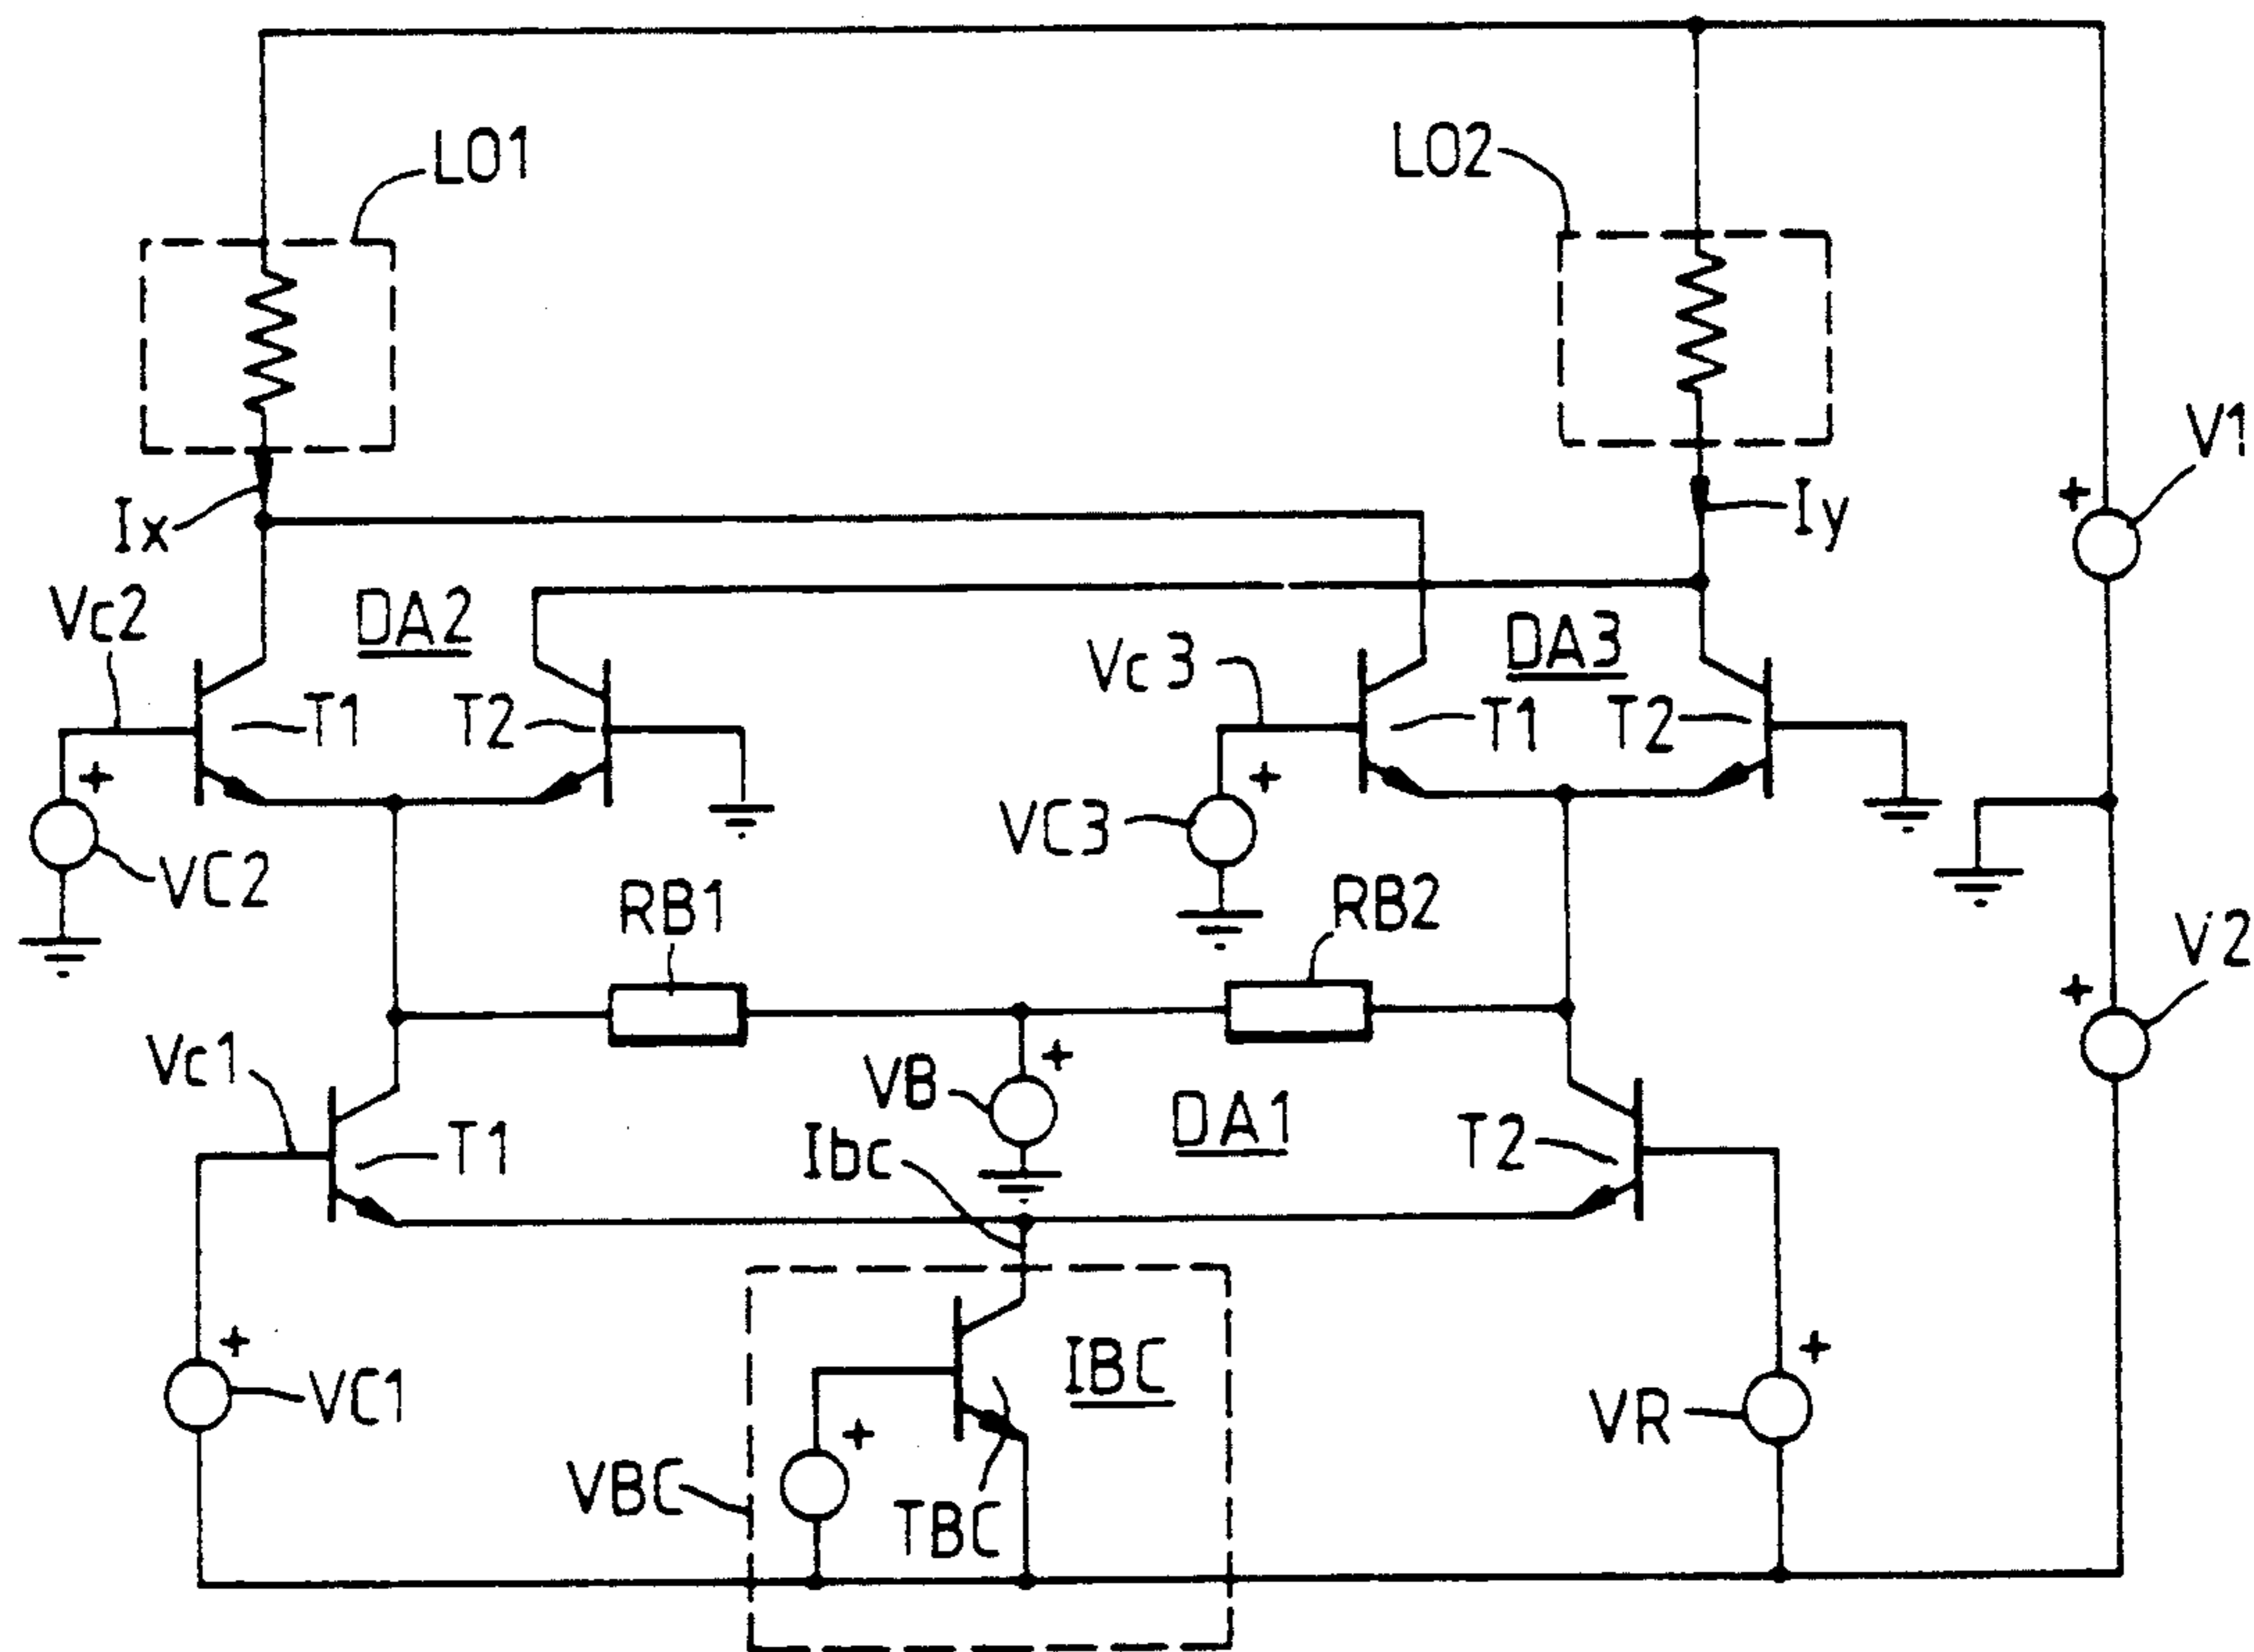 LO1
LO2
V1
+
Ix
Iy
Vc2
DA2
Vc3
DA3
T1
T2
T1
T2
+
+
VC2
VC3
RB1
RB2
V2
+
Vc1
VB
+
DA1
T1
Ibc
T2
+
VC1
IBC
+
VR
+
VBC
TBC